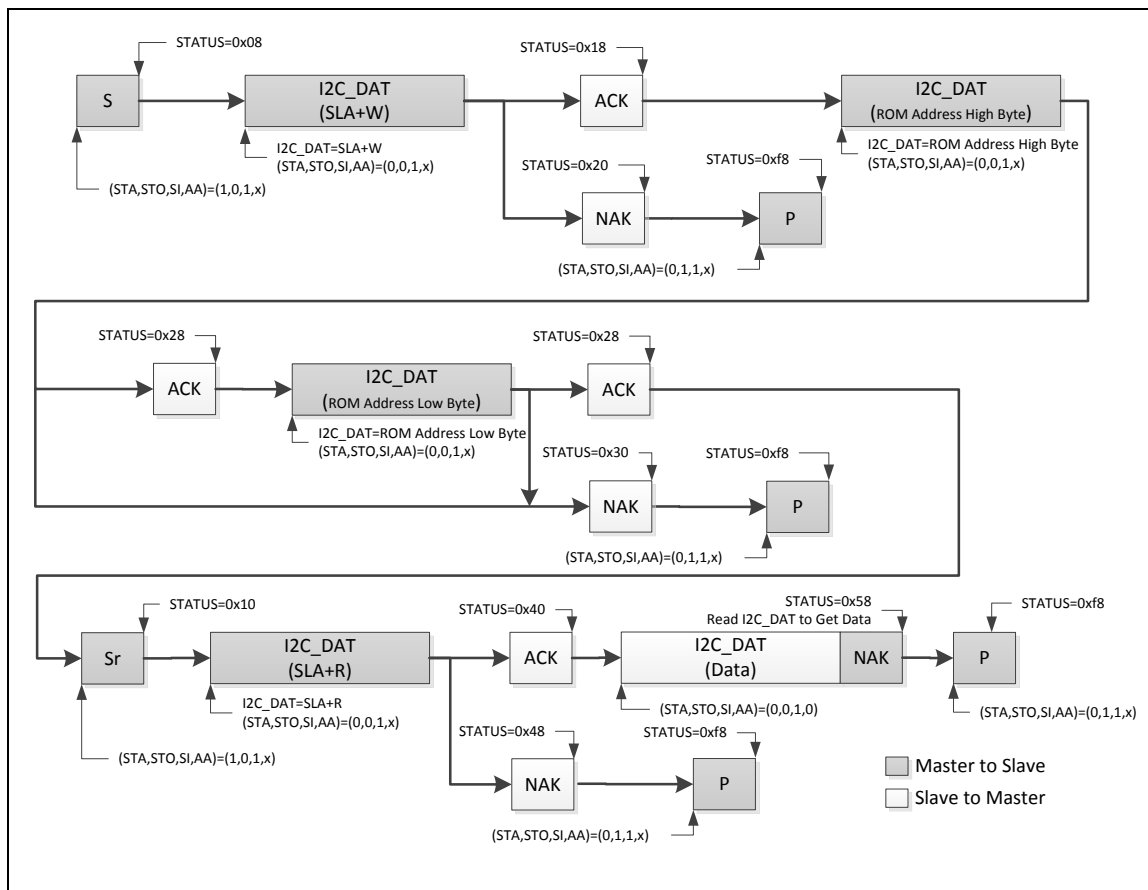 STATUS=0x08
STATUS=0x18
S
I2C_DAT
(SLA+W)
ACK
I2C_DAT
(ROM Address High Byte)
I2C_DAT=SLA+W
(STA,STO,SI,AA)=(0,0,1,x)
I2C_DAT=ROM Address High Byte
(STA,STO,SI,AA)=(0,0,1,x)
(STA,STO,SI,AA)=(1,0,1,x)
STATUS=0x20
STATUS=0xf8
NAK
P
(STA,STO,SI,AA)=(0,1,1,x)
STATUS=0x28
STATUS=0x28
ACK
I2C_DAT
(ROM Address Low Byte)
ACK
I2C_DAT=ROM Address Low Byte
(STA,STO,SI,AA)=(0,0,1,x)
STATUS=0x30
STATUS=0xf8
NAK
P
(STA,STO,SI,AA)=(0,1,1,x)
STATUS=0x10
STATUS=0x40
STATUS=0x58
Read I2C_DAT to Get Data
STATUS=0xf8
Sr
I2C_DAT
(SLA+R)
ACK
I2C_DAT
(Data)
NAK
P
I2C_DAT=SLA+R
(STA,STO,SI,AA)=(0,0,1,x)
(STA,STO,SI,AA)=(0,0,1,0)
(STA,STO,SI,AA)=(0,1,1,x)
(STA,STO,SI,AA)=(1,0,1,x)
STATUS=0x48
STATUS=0xf8
NAK
P
(STA,STO,SI,AA)=(0,1,1,x)
Master to Slave
Slave to Master